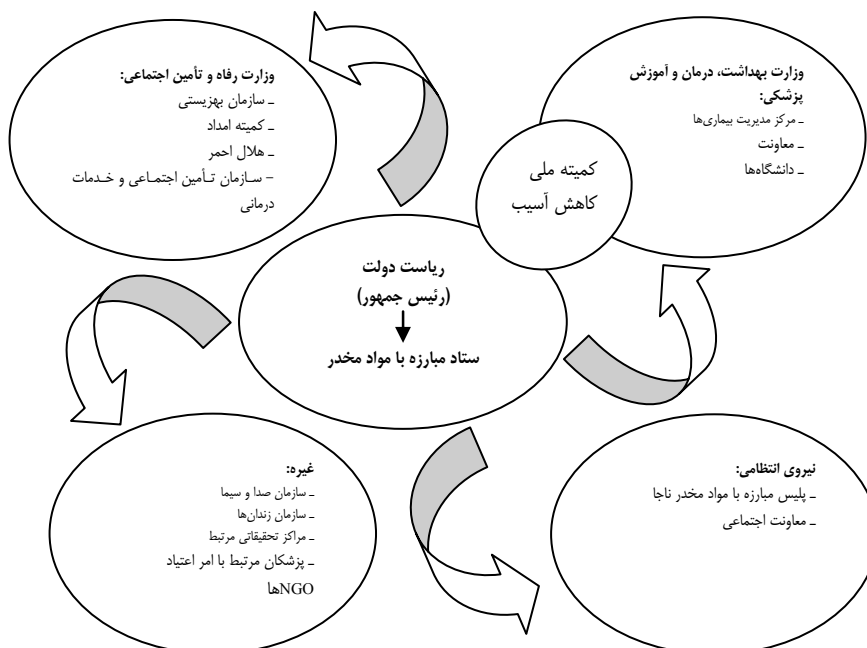 وزارت بهداشت، درمان و آموزش
پزشکی:
ـ مرکز مدیریت بیماری‌ها
ـ معاونت
ـ دانشگاه‌ها
وزارت رفاه و تأمین اجتماعی:
ـ سازمان بهزیستی
ـ کمیته امداد
ـ هلال احمر
– سـازمان تـأمین اجتمـاعی و خـدمات
درمانی
کمیته ملی
کاهش آسیب
ریاست دولت
(رئیس جمهور)
ستاد مبارزه با مواد مخدر
نیروی انتظامی:
ـ پلیس مبارزه با مواد مخدر ناجا
ـ معاونت اجتماعی
غیره:
ـ سازمان صدا و سیما
ـ سازمان زندان‌ها
ـ مراکز تحقیقاتی مرتبط
ـ پزشکان مرتبط با امر اعتیاد
NGOها